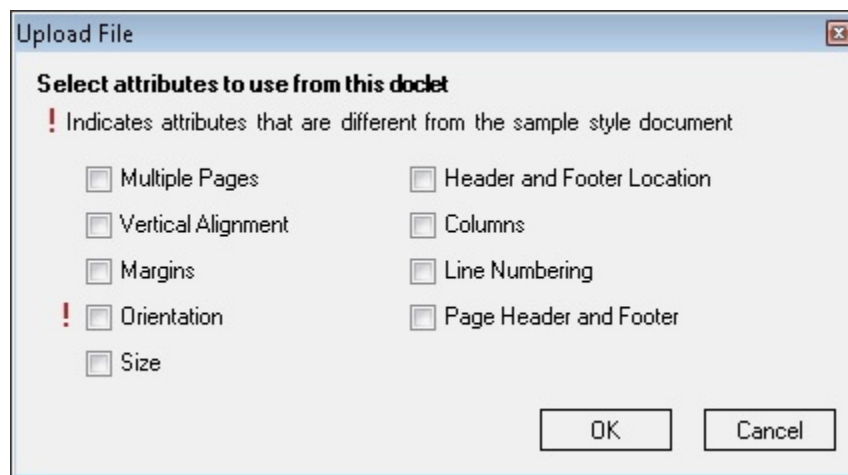 Upload File
Select attributes to use from this doclet
! Indicates attributes that are different from the sample style document
Multiple Pages
Vertical Alignment
Margins
! Orientation
Size
Header and Footer Location
Columns
Line Numbering
Page Header and Footer
OK
Cancel